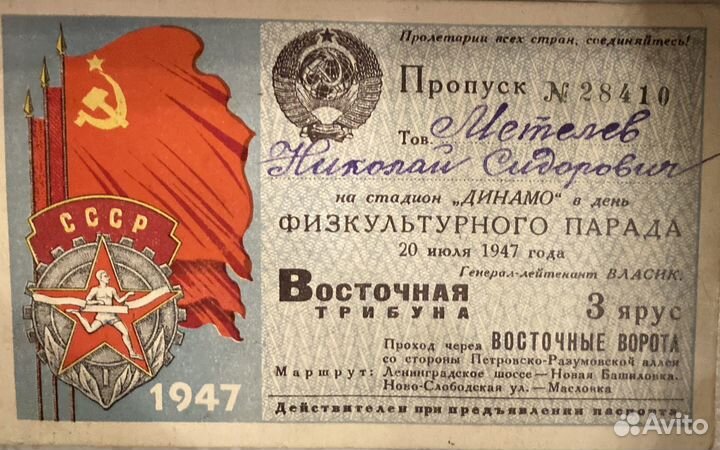 Пролетарии всех стран, соединяйтесь!
Пропуск № 28410
Тов. Метелев
Николай Сидорович
на стадион „ДИНАМО" в день
ФИЗКУЛЬТУРНОГО ПАРАДА
20 июля 1947 года
Генерал-лейтенант ВЛАСИК.
ВОСТОЧНАЯ
ТРИБУНА
3 ярус
Проход через ВОСТОЧНЫЕ ВОРОТА
со стороны Петровско-Разумовской аллеи
Маршрут: Ленинградское шоссе—Новая Башиловка.
Ново-Слободская ул.—Масловка
Действителен при предъявлении паспорта
СССР
I
1947
Avito